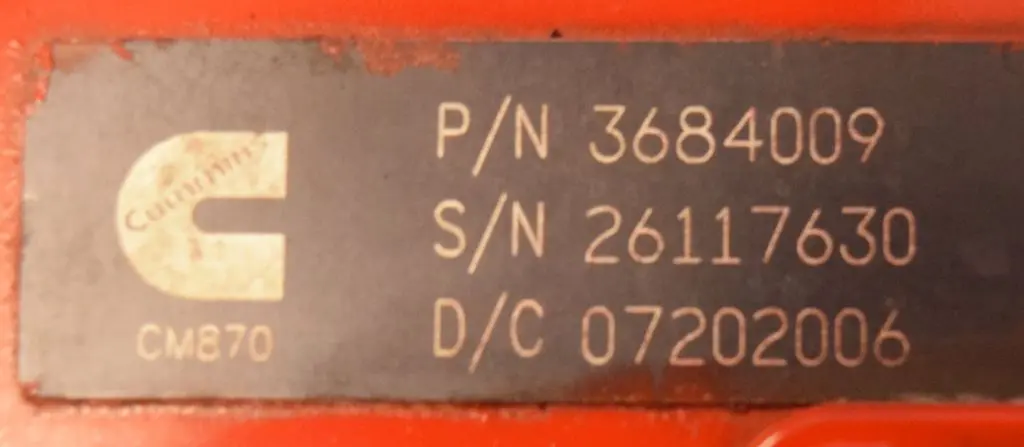 Cummins
CM870
P/N 3684009
S/N 26117630
D/C 07202006